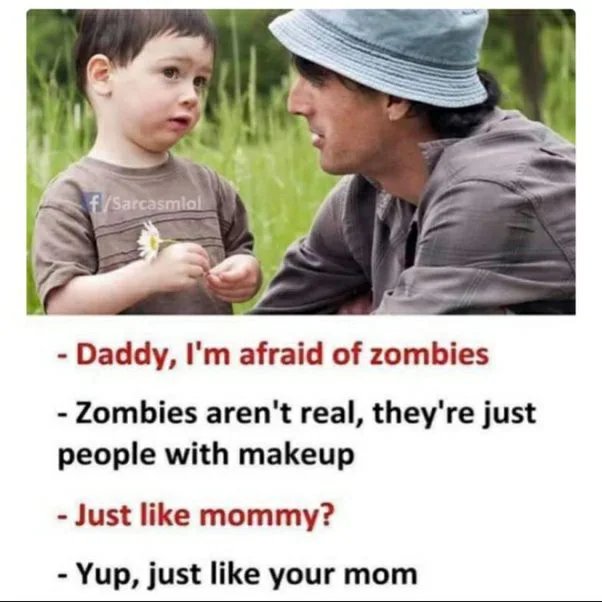 f/Sarcasmlol
- Daddy, I'm afraid of zombies
- Zombies aren't real, they're just
people with makeup
- Just like mommy?
- Yup, just like your mom